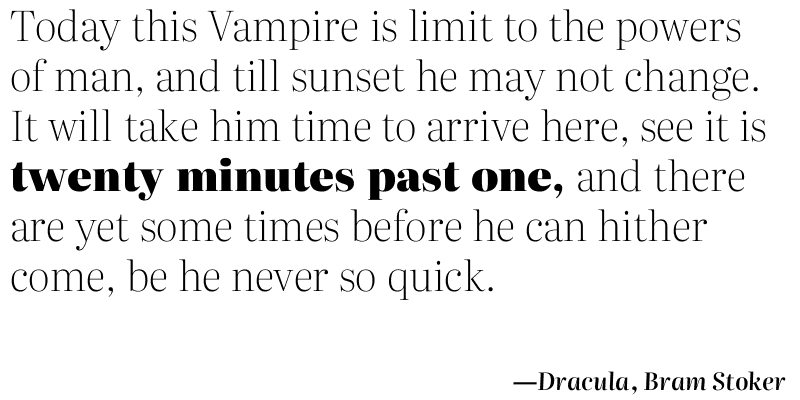 Today this Vampire is limit to the powers
of man, and till sunset he may not change.
It will take him time to arrive here, see it is
twenty minutes past one, and there
are yet some times before he can hither
come, be he never so quick.
—Dracula, Bram Stoker